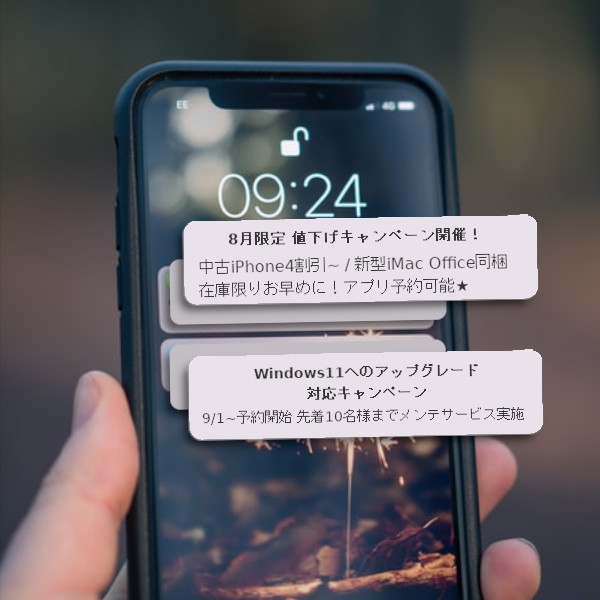 EE 4G
09:24
8月限定 値下げキャンペーン開催！
中古iPhone4割引~ / 新型iMac Office同梱
在庫限りお早めに！アプリ予約可能★
Windows11へのアップグレード
対応キャンペーン
9/1~予約開始 先着10名様までメンテサービス実施